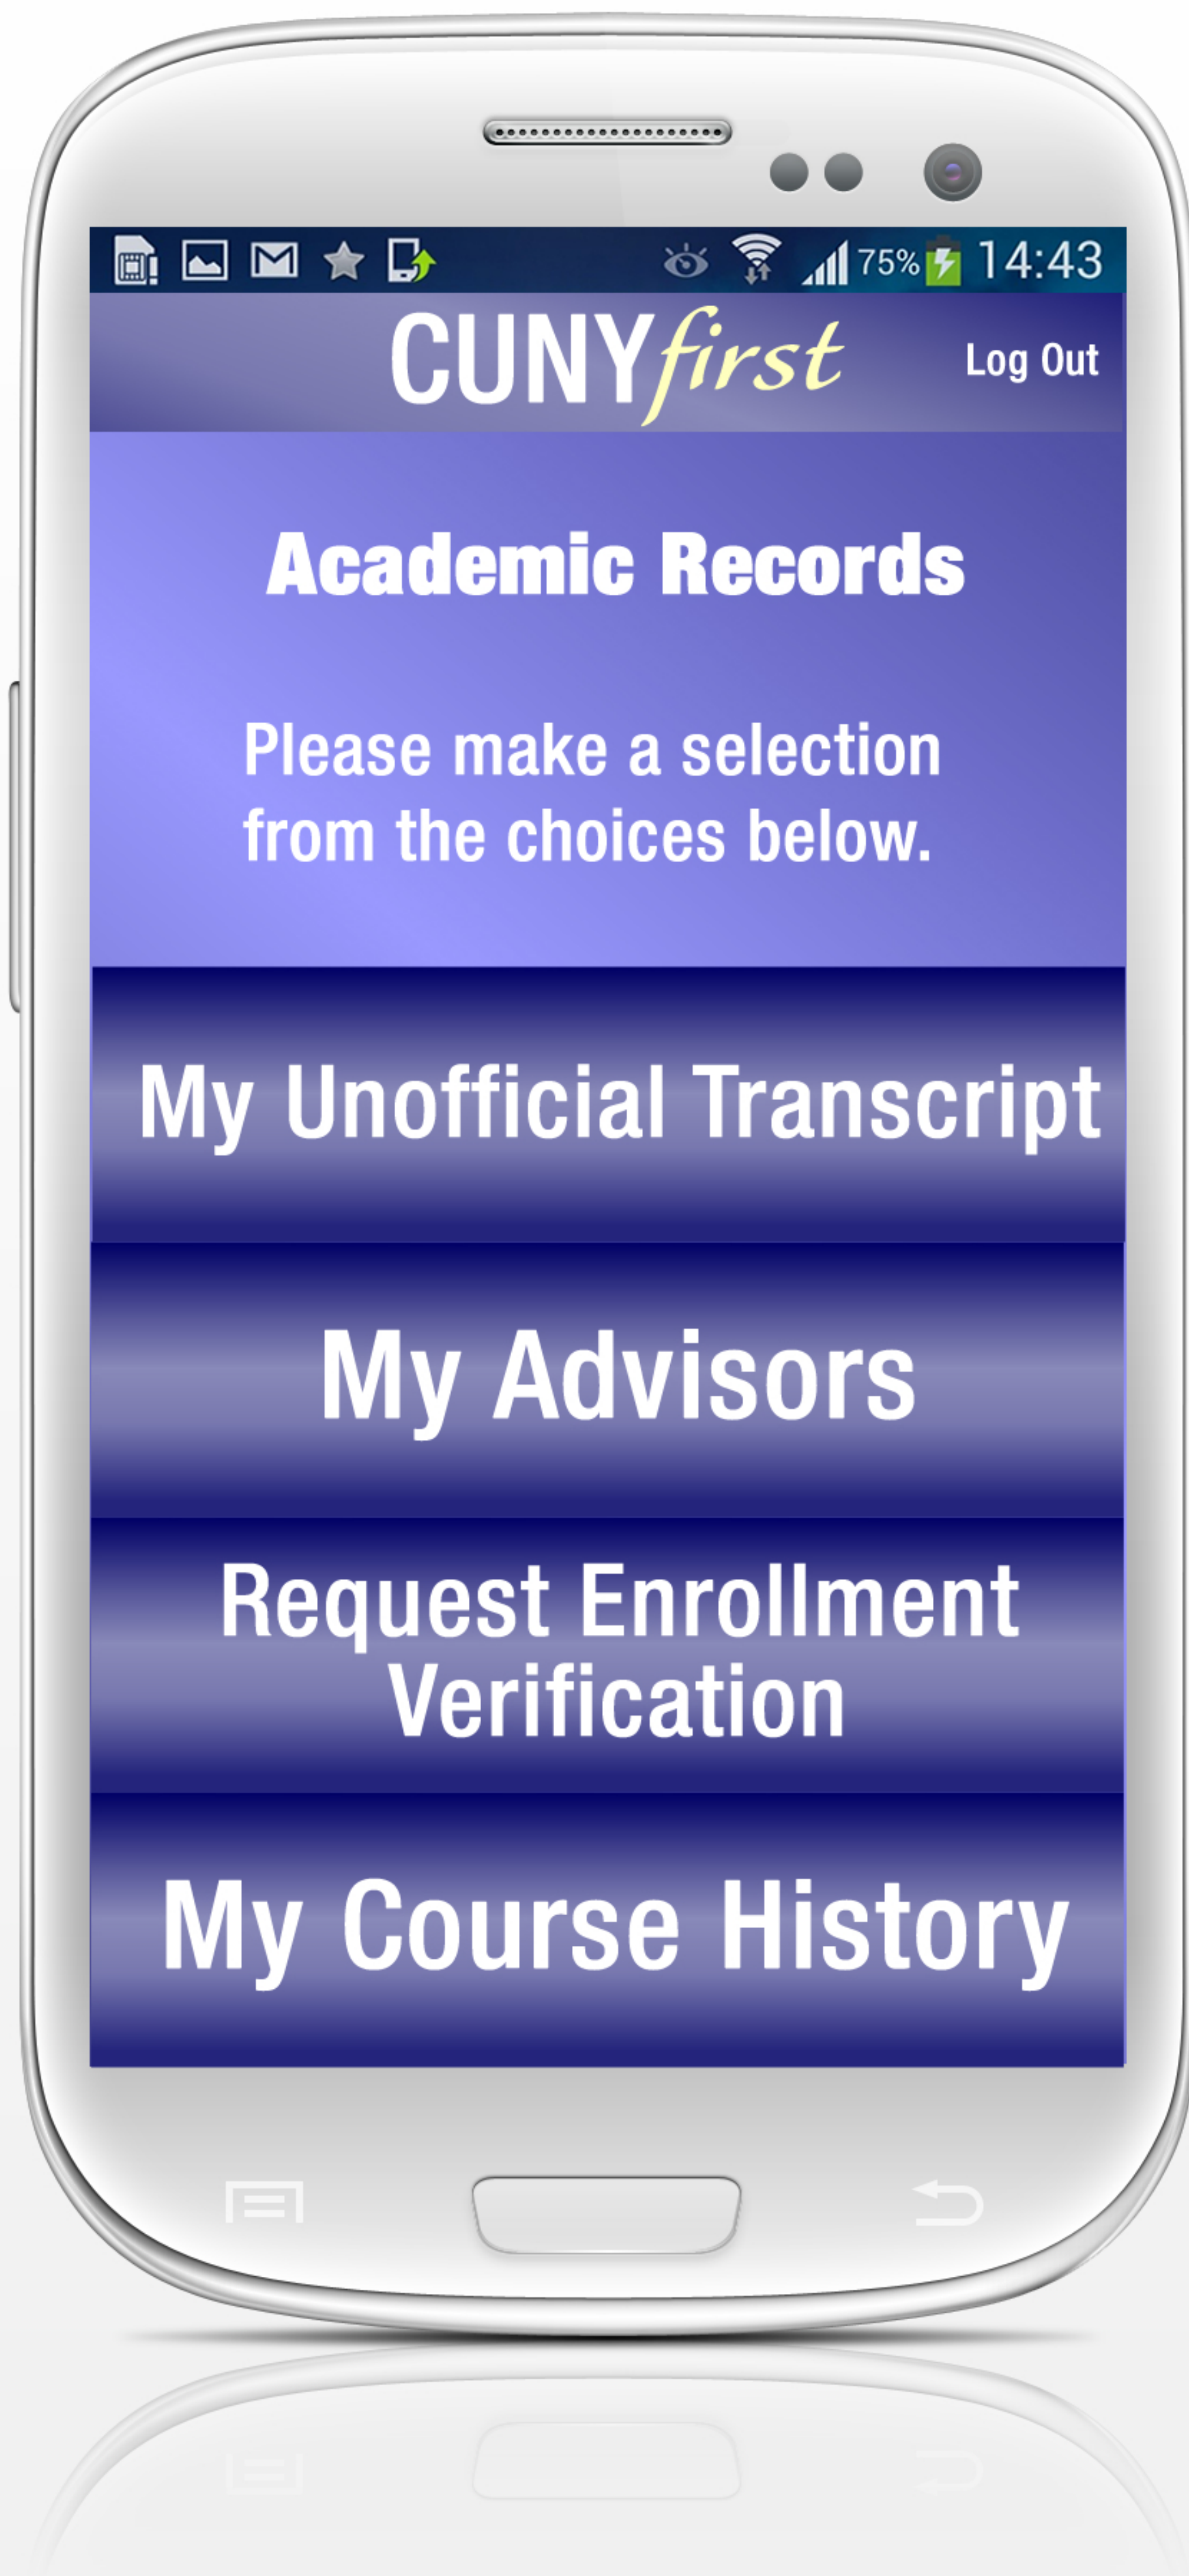 75% 14:43
CUNYfirst
Log Out
Academic Records
Please make a selection
from the choices below.
My Unofficial Transcript
My Advisors
Request Enrollment
Verification
My Course History